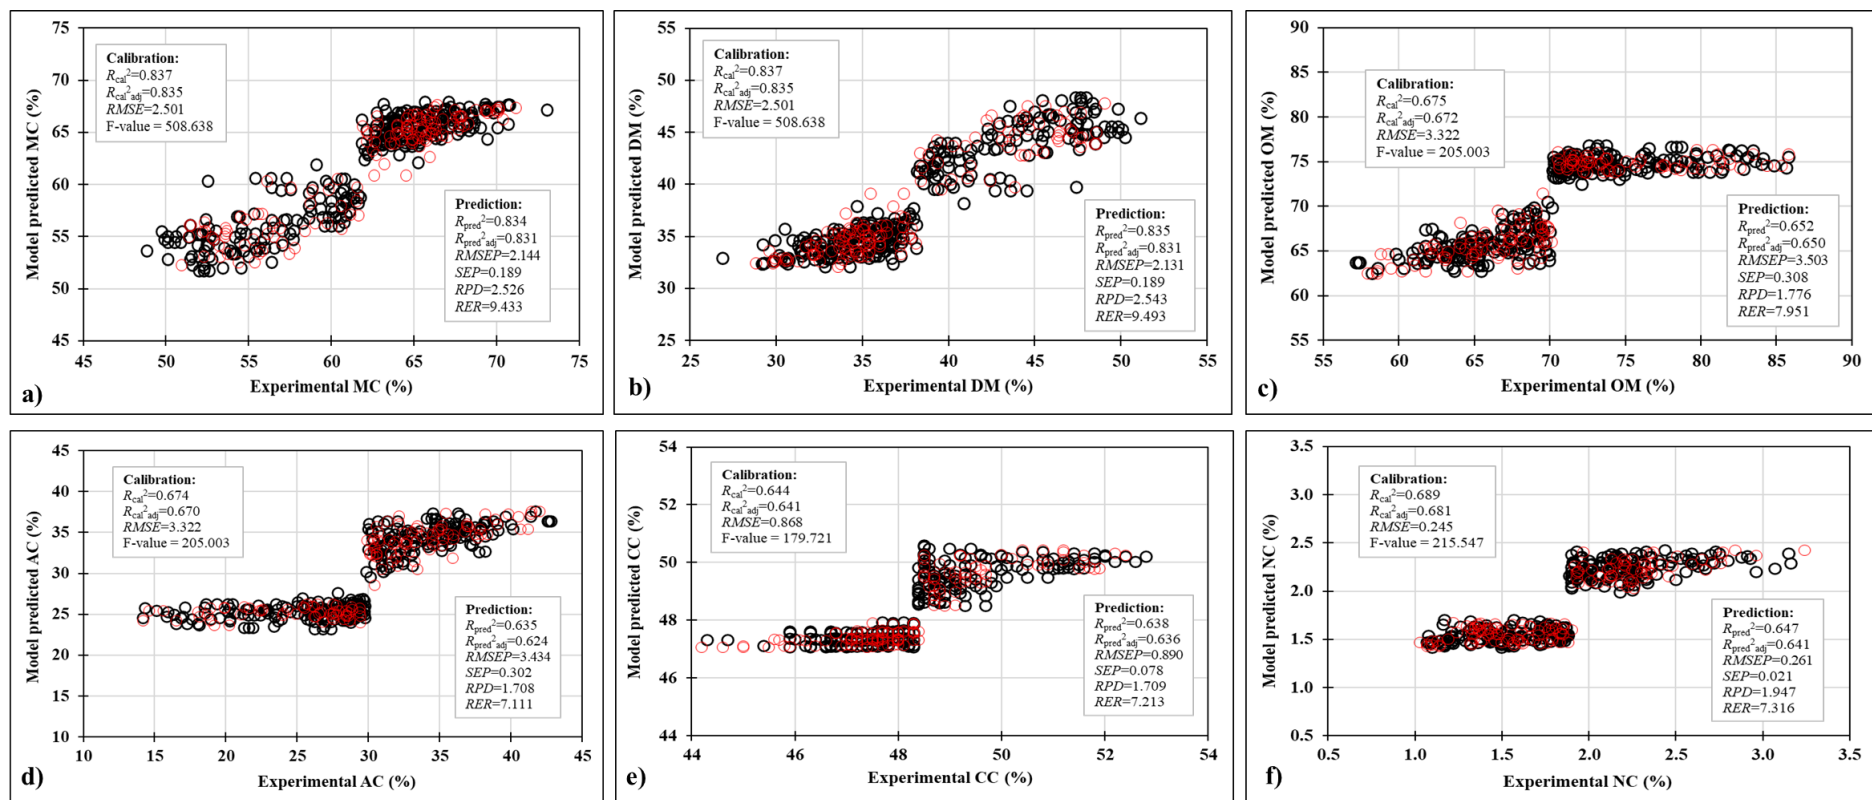 75
70
65
60
55
50
45
45
50
55
60
65
70
75
Model predicted MC (%)
Experimental MC (%)
Calibration:
Rcal²=0.837
Rcal²adj=0.835
RMSE=2.501
F-value = 508.638
Prediction:
Rpred²=0.834
Rpred²adj=0.831
RMSEP=2.144
SEP=0.189
RPD=2.526
RER=9.433
a)
55
50
45
40
35
30
25
25
30
35
40
45
50
55
Model predicted DM (%)
Experimental DM (%)
Calibration:
Rcal²=0.837
Rcal²adj=0.835
RMSE=2.501
F-value = 508.638
Prediction:
Rpred²=0.835
Rpred²adj=0.831
RMSEP=2.131
SEP=0.189
RPD=2.543
RER=9.493
b)
90
85
80
75
70
65
60
55
55
60
65
70
75
80
85
90
Model predicted OM (%)
Experimental OM (%)
Calibration:
Rcal²=0.675
Rcal²adj=0.672
RMSE=3.322
F-value = 205.003
Prediction:
Rpred²=0.652
Rpred²adj=0.650
RMSEP=3.503
SEP=0.308
RPD=1.776
RER=7.951
c)
45
40
35
30
25
20
15
10
10
15
20
25
30
35
40
45
Model predicted AC (%)
Experimental AC (%)
Calibration:
Rcal²=0.674
Rcal²adj=0.670
RMSE=3.322
F-value = 205.003
Prediction:
Rpred²=0.635
Rpred²adj=0.624
RMSEP=3.434
SEP=0.302
RPD=1.708
RER=7.111
d)
54
52
50
48
46
44
44
46
48
50
52
54
Model predicted CC (%)
Experimental CC (%)
Calibration:
Rcal²=0.644
Rcal²adj=0.641
RMSE=0.868
F-value = 179.721
Prediction:
Rpred²=0.638
Rpred²adj=0.636
RMSEP=0.890
SEP=0.078
RPD=1.709
RER=7.213
e)
3.5
3.0
2.5
2.0
1.5
1.0
0.5
0.5
1.0
1.5
2.0
2.5
3.0
3.5
Model predicted NC (%)
Experimental NC (%)
Calibration:
Rcal²=0.689
Rcal²adj=0.681
RMSE=0.245
F-value = 215.547
Prediction:
Rpred²=0.647
Rpred²adj=0.641
RMSEP=0.261
SEP=0.021
RPD=1.947
RER=7.316
f)